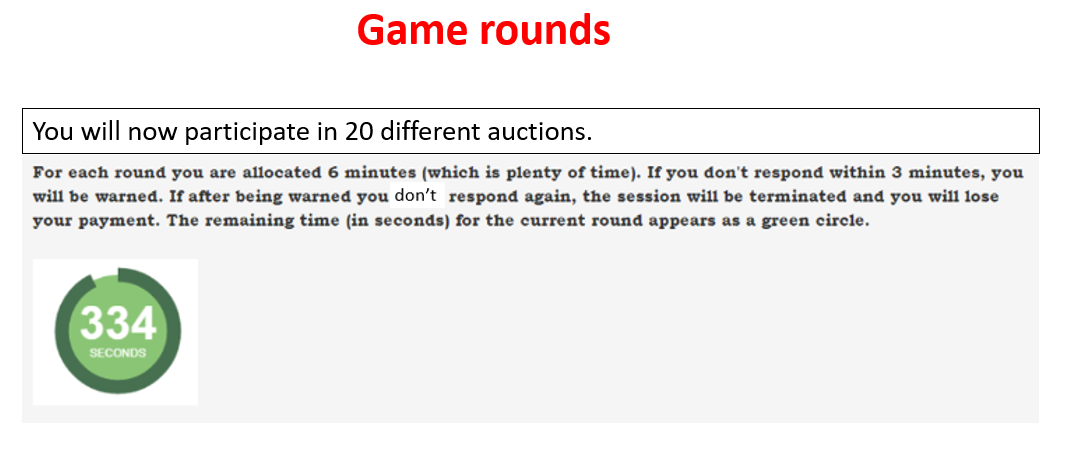 Game rounds
You will now participate in 20 different auctions.
For each round you are allocated 6 minutes (which is plenty of time). If you don't respond within 3 minutes, you
will be warned. If after being warned you don’t respond again, the session will be terminated and you will lose
your payment. The remaining time (in seconds) for the current round appears as a green circle.
334
SECONDS